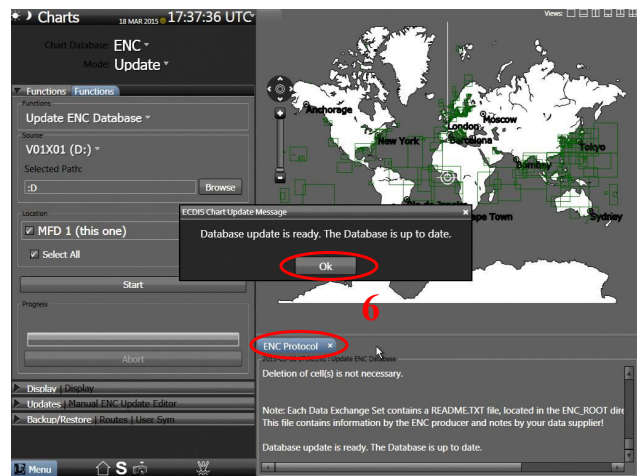 Charts 18 MAR 2015 17:37:36 UTC
Views:
Chart Database: ENC
Mode: Update
Functions Functions
Functions
Update ENC Database
Source
V01X01 (D:)
Selected Path:
:D Browse
Location
MFD 1 (this one)
Select All
Start
Progress
Abort
Display | Display
Updates | Manual ENC Update Editor
Backup/Restore | Routes | User Sym
Menu S
Anchorage
London
Moscow
New York
Barcelona
Tokyo
Bombay
Cape Town
Sydney
ECDIS Chart Update Message ×
Database update is ready. The Database is up to date.
Ok
6
ENC Protocol ×
Update ENC Database
Deletion of cell(s) is not necessary.
Note: Each Data Exchange Set contains a README.TXT file, located in the ENC_ROOT dire
This file contains information by the ENC producer and notes by your data supplier!
Database update is ready. The Database is up to date.